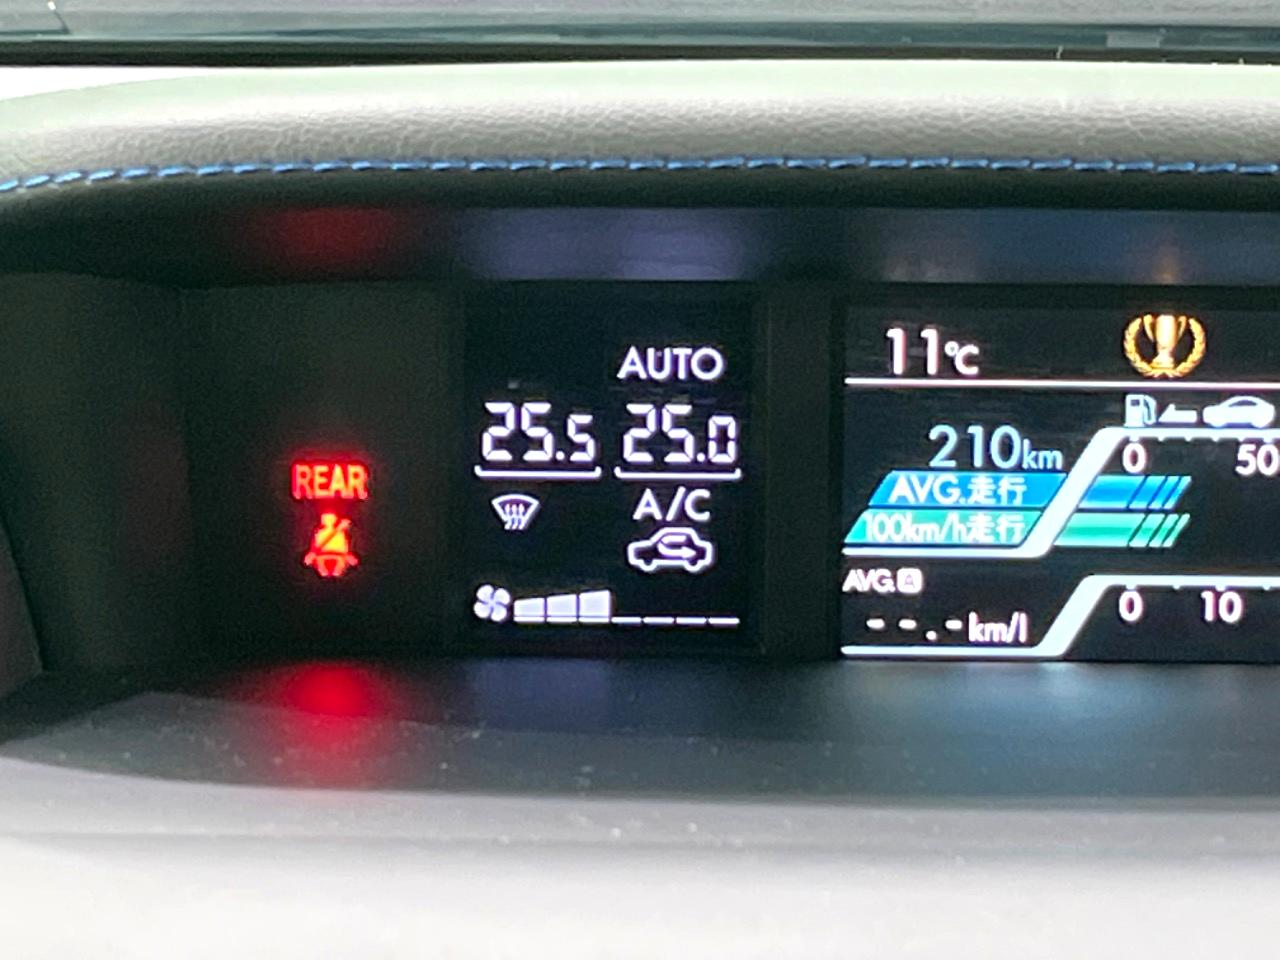 REAR
AUTO
25.5 25.0
A/C
11℃
210km
AVG.走行
100km/h走行
0 50
AVG. A
--.-km/l
0 10